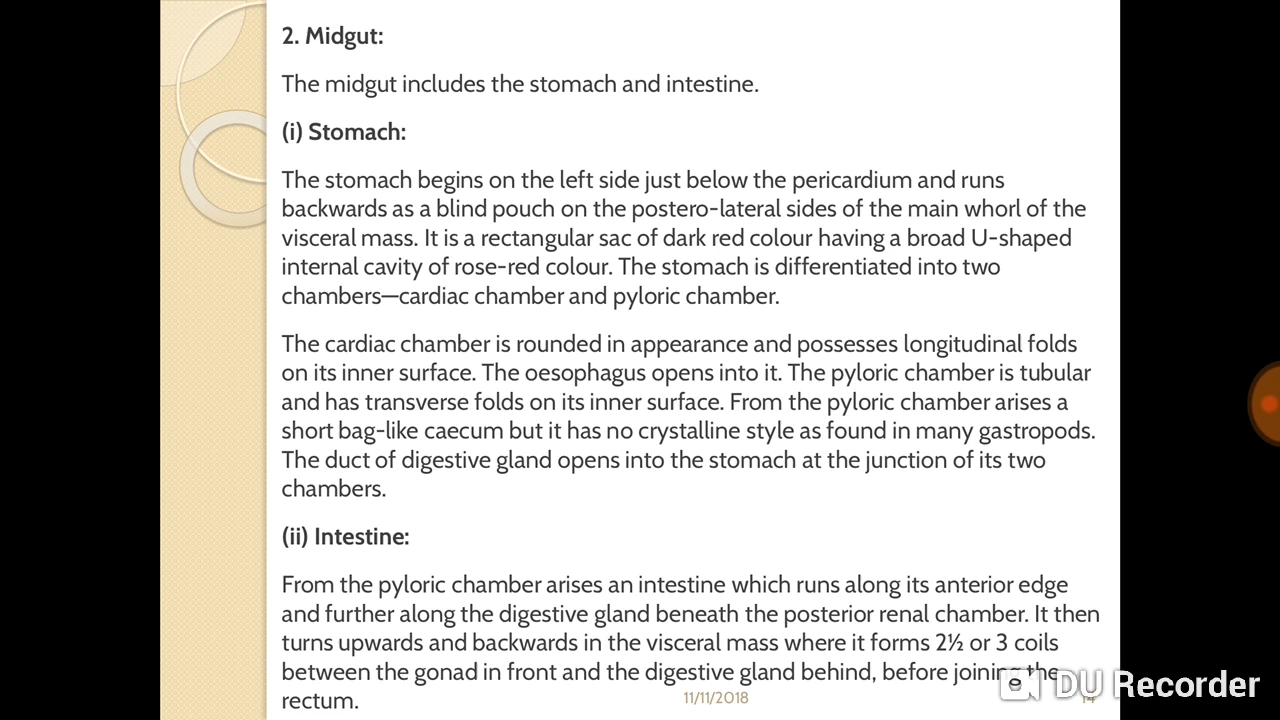 2. Midgut:
The midgut includes the stomach and intestine.
(i) Stomach:
The stomach begins on the left side just below the pericardium and runs
backwards as a blind pouch on the postero-lateral sides of the main whorl of the
visceral mass. It is a rectangular sac of dark red colour having a broad U-shaped
internal cavity of rose-red colour. The stomach is differentiated into two
chambers—cardiac chamber and pyloric chamber.
The cardiac chamber is rounded in appearance and possesses longitudinal folds
on its inner surface. The oesophagus opens into it. The pyloric chamber is tubular
and has transverse folds on its inner surface. From the pyloric chamber arises a
short bag-like caecum but it has no crystalline style as found in many gastropods.
The duct of digestive gland opens into the stomach at the junction of its two
chambers.
(ii) Intestine:
From the pyloric chamber arises an intestine which runs along its anterior edge
and further along the digestive gland beneath the posterior renal chamber. It then
turns upwards and backwards in the visceral mass where it forms 2½ or 3 coils
between the gonad in front and the digestive gland behind, before joining the
rectum.
11/11/2018
14
DU Recorder